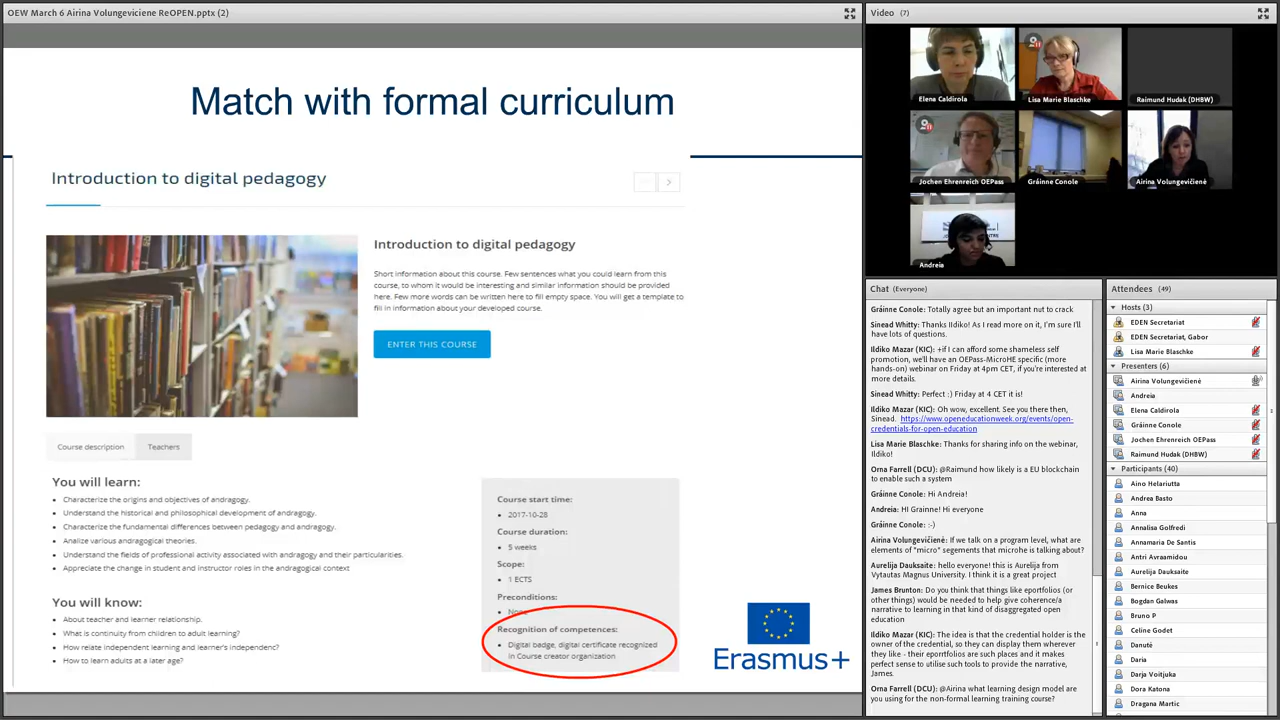 OEW March 6 Airina Volungeviciene ReOPEN.pptx (2)
Match with formal curriculum
Introduction to digital pedagogy
Introduction to digital pedagogy
Short information about this course. Few sentences what you could learn from this
course, to whom it would be interesting and similar information should be provided
here. Few more words can be written here to fill empty space. You will get a template to
fill in information about your developed course.
ENTER THIS COURSE
Course description
Teachers
You will learn:
• Characterize the origins and objectives of andragogy.
• Understand the historical and philosophical development of andragogy.
• Characterize the fundamental differences between pedagogy and andragogy.
• Analize various andragogical theories.
• Understand the fields of professional activity associated with andragogy and their particularities.
• Appreciate the change in student and instructor roles in the andragogical context
You will know:
• About teacher and learner relationship.
• What is continuity from children to adult learning?
• How relate independent learning and learner's independent?
• How to learn adults at a later age?
Course start time:
• 2017-10-28
Course duration:
• 5 weeks
Scope:
• 1 ECTS
Preconditions:
• None
Recognition of competences:
• Digital badge, digital certificate recognized
in Course creator organization
Erasmus+
Video (7)
Elena Caldirola
Lisa Marie Blaschke
Raimund Hudak (DHBW)
Jochen Ehrenreich OEPass
Gráinne Conole
Airina Volungevičienė
Andreia
Chat (Everyone)
Gráinne Conole: Totally agree but an important nut to crack
Sinead Whitty: Thanks Ildiko! As I read more on it, I'm sure I'll
have lots of questions.
Ildiko Mazar (KIC): +if I can afford some shameless self
promotion, we'll have an OEPass-MicroHE specific (more
hands-on) webinar on Friday at 4pm CET, if you're interested at
more details.
Sinead Whitty: Perfect :) Friday at 4 CET it is!
Ildiko Mazar (KIC): Oh wow, excellent. See you there then,
Sinead. https://www.openeducationweek.org/events/open-
credentials-for-open-education
Lisa Marie Blaschke: Thanks for sharing info on the webinar,
Ildiko!
Orna Farrell (DCU): @Raimund how likely is a EU blockchain
to enable such a system
Gráinne Conole: Hi Andreia!
Andreia: HI Grainne! Hi everyone
Gráinne Conole: :-)
Airina Volungevičienė: If we talk on a program level, what are
elements of "micro" segements that microhe is talking about?
Aurelija Dauksaite: hello everyone! this is Aurelija from
Vytautas Magnus University. I think it is a great project
James Brunton: Do you think that things like eportfolios (or
other things) would be needed to help give coherence/a
narrative to learning in that kind of disaggregated open
education
Ildiko Mazar (KIC): The idea is that the credential holder is the
owner of the credential, so they can display them wherever
they like - their eportfolios are such places and it makes
perfect sense to utilise such tools to provide the narrative,
James.
Orna Farrell (DCU): @Airina what learning design model are
you using for the non-formal learning training course?
Attendees (49)
Hosts (3)
EDEN Secretariat
EDEN Secretariat, Gabor
Lisa Marie Blaschke
Presenters (6)
Airina Volungevičienė
Andreia
Elena Caldirola
Gráinne Conole
Jochen Ehrenreich OEPass
Raimund Hudak (DHBW)
Participants (40)
Aino Helariutta
Andrea Basto
Anna
Annalisa Golfredi
Annamaria De Santis
Antri Avraamidou
Aurelija Dauksaite
Bernice Beukes
Bogdan Galwas
Bruno P
Celine Godet
Danutė
Daria
Darja Voitjuka
Dora Katona
Dragana Martic